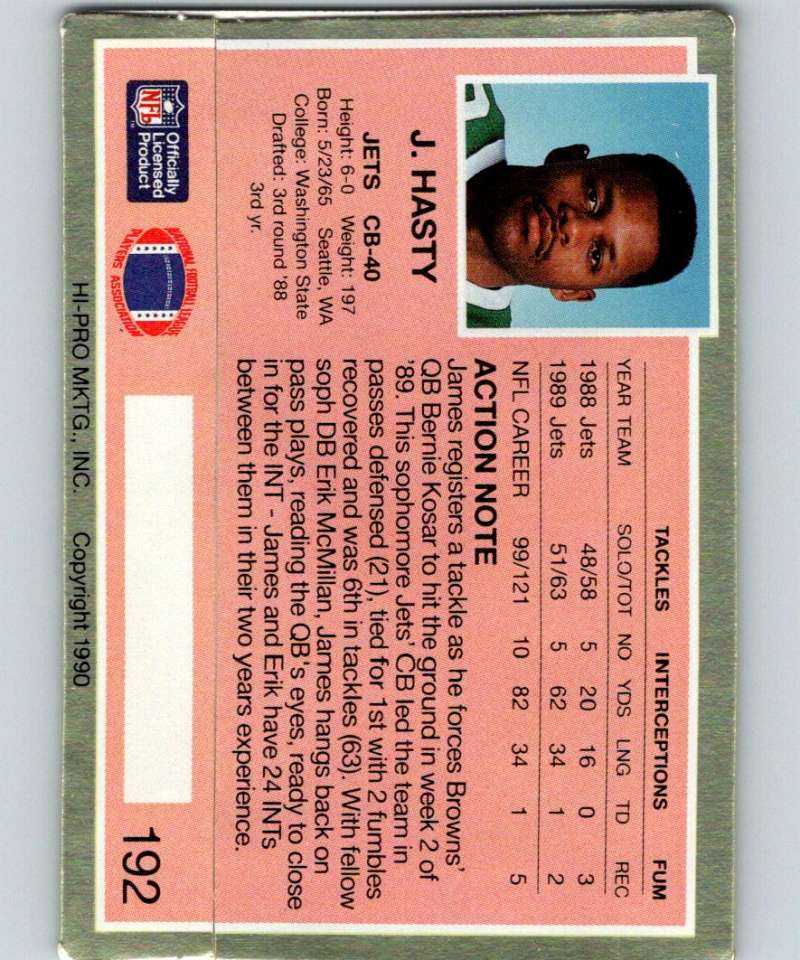 TACKLES INTERCEPTIONS FUM
YEAR TEAM SOLO/TOT NO YDS LNG TD REC
1988 Jets 48/58 5 20 16 0 3
1989 Jets 51/63 5 62 34 1 2
NFL CAREER 99/121 10 82 34 1 5
J. HASTY
JETS CB-40
Height: 6-0 Weight: 197
Born: 5/23/65 Seattle, WA
College: Washington State
Drafted: 3rd round '88
3rd yr.
ACTION NOTE
James registers a tackle as he forces Browns'
QB Bernie Kosar to hit the ground in week 2 of
'89. This sophomore Jets' CB led the team in
passes defensed (21), tied for 1st with 2 fumbles
recovered and was 6th in tackles (63). With fellow
soph DB Erik McMillan, James hangs back on
pass plays, reading the QB's eyes, ready to close
in for the INT - James and Erik have 24 INTs
between them in their two years experience.
NFL
Officially
Licensed
Product
TM
NATIONAL FOOTBALL LEAGUE
PLAYERS ASSOCIATION
192
HI-PRO MKTG., INC. Copyright 1990